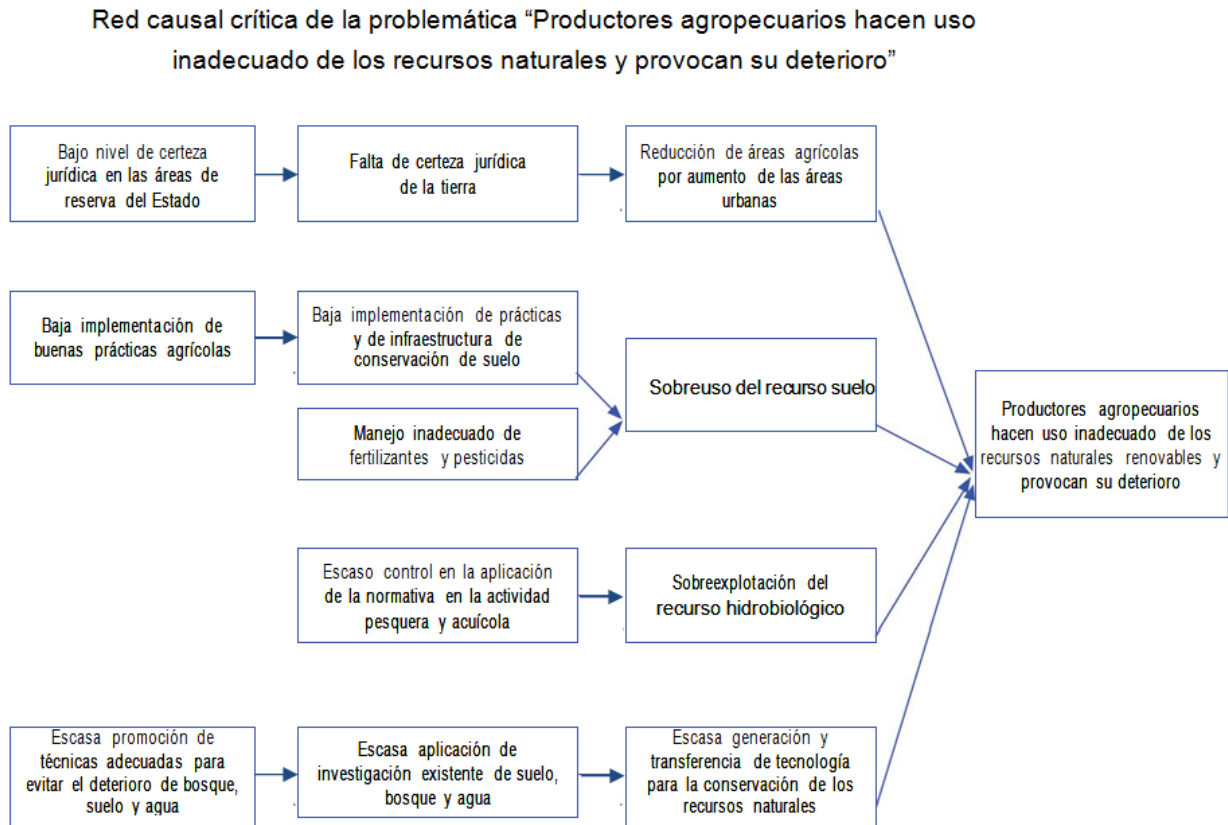 Red causal crítica de la problemática “Productores agropecuarios hacen uso
inadecuado de los recursos naturales y provocan su deterioro”
Bajo nivel de certeza
jurídica en las áreas de
reserva del Estado
Falta de certeza jurídica
de la tierra
Reducción de áreas agrícolas
por aumento de las áreas
urbanas
Baja implementación de
buenas prácticas agrícolas
Baja implementación de prácticas
y de infraestructura de
conservación de suelo
Manejo inadecuado de
fertilizantes y pesticidas
Sobreuso del recurso suelo
Productores agropecuarios
hacen uso inadecuado de los
recursos naturales renovables y
provocan su deterioro
Escaso control en la aplicación
de la normativa en la actividad
pesquera y acuícola
Sobreexplotación del
recurso hidrobiológico
Escasa promoción de
técnicas adecuadas para
evitar el deterioro de bosque,
suelo y agua
Escasa aplicación de
investigación existente de suelo,
bosque y agua
Escasa generación y
transferencia de tecnología
para la conservación de los
recursos naturales